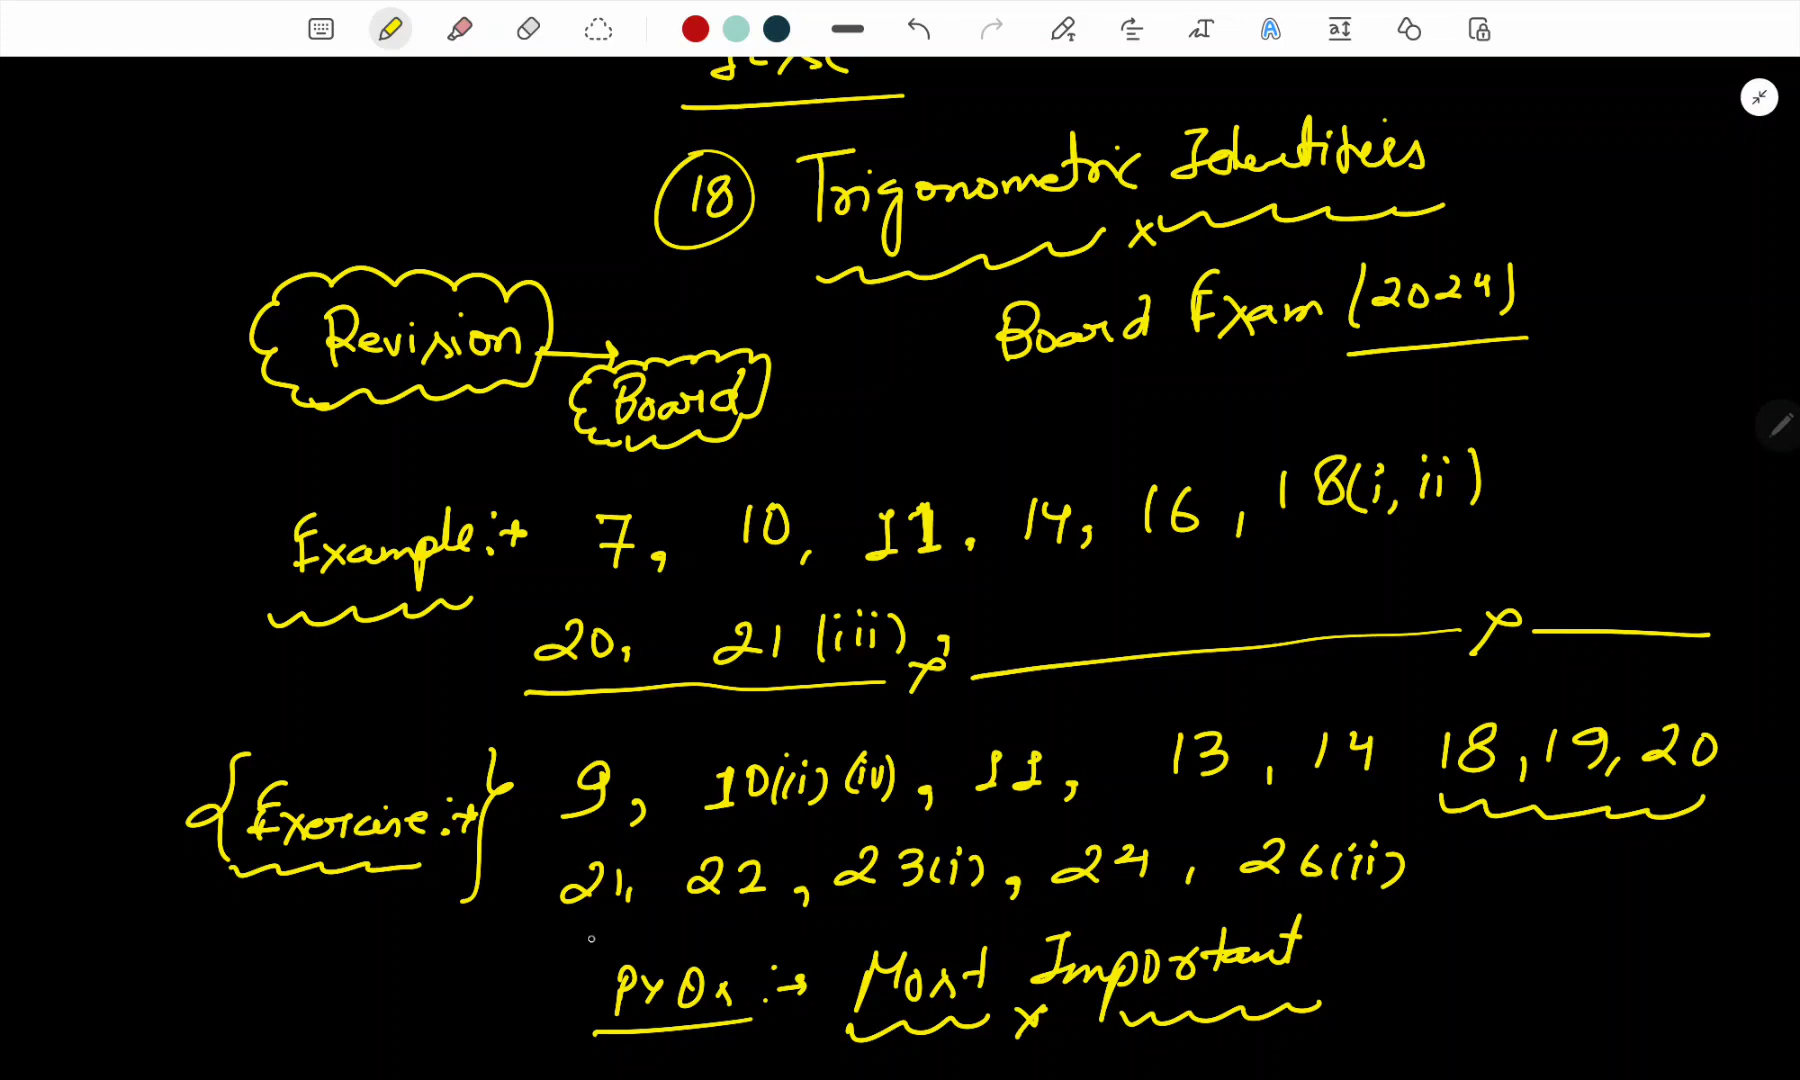 18 Trigonometric Identities
Board Exam (2024)
Revision
Board
Example:→ 7, 10, 11, 14, 16, 18(i, ii)
20, 21(iii),
{Exercise:→} 9, 10(ii)(iv), 11, 13, 14 18, 19, 20
21, 22, 23(i), 24, 26(ii)
PYQs:→ Most Important